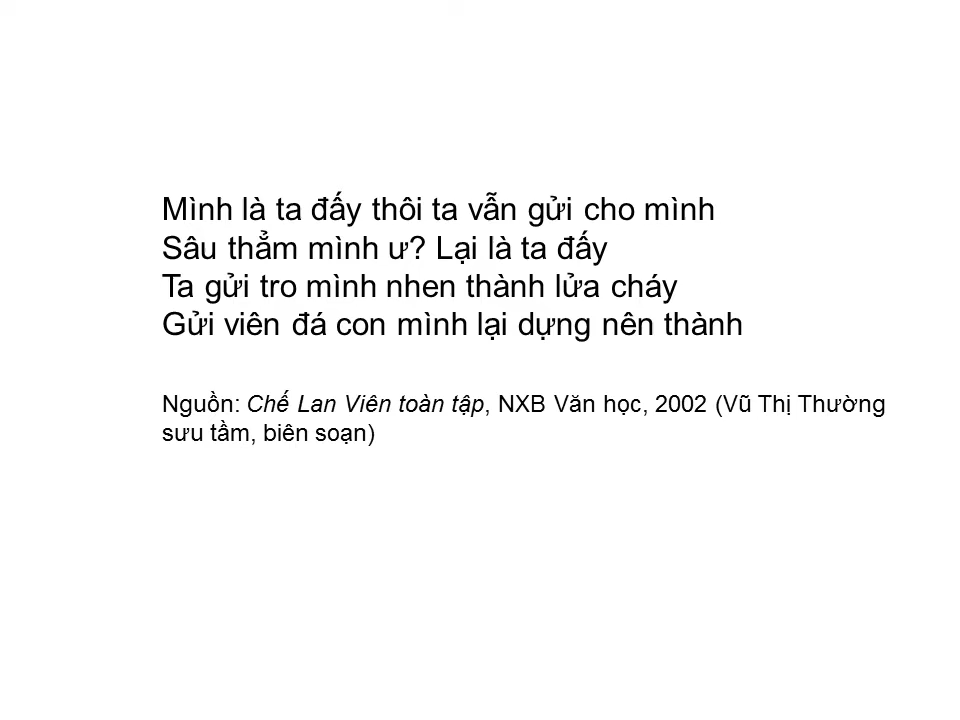 Mình là ta đấy thôi ta vẫn gửi cho mình
Sâu thẳm mình ư? Lại là ta đấy
Ta gửi tro mình nhen thành lửa cháy
Gửi viên đá con mình lại dựng nên thành
Nguồn: Chế Lan Viên toàn tập, NXB Văn học, 2002 (Vũ Thị Thường
sưu tầm, biên soạn)